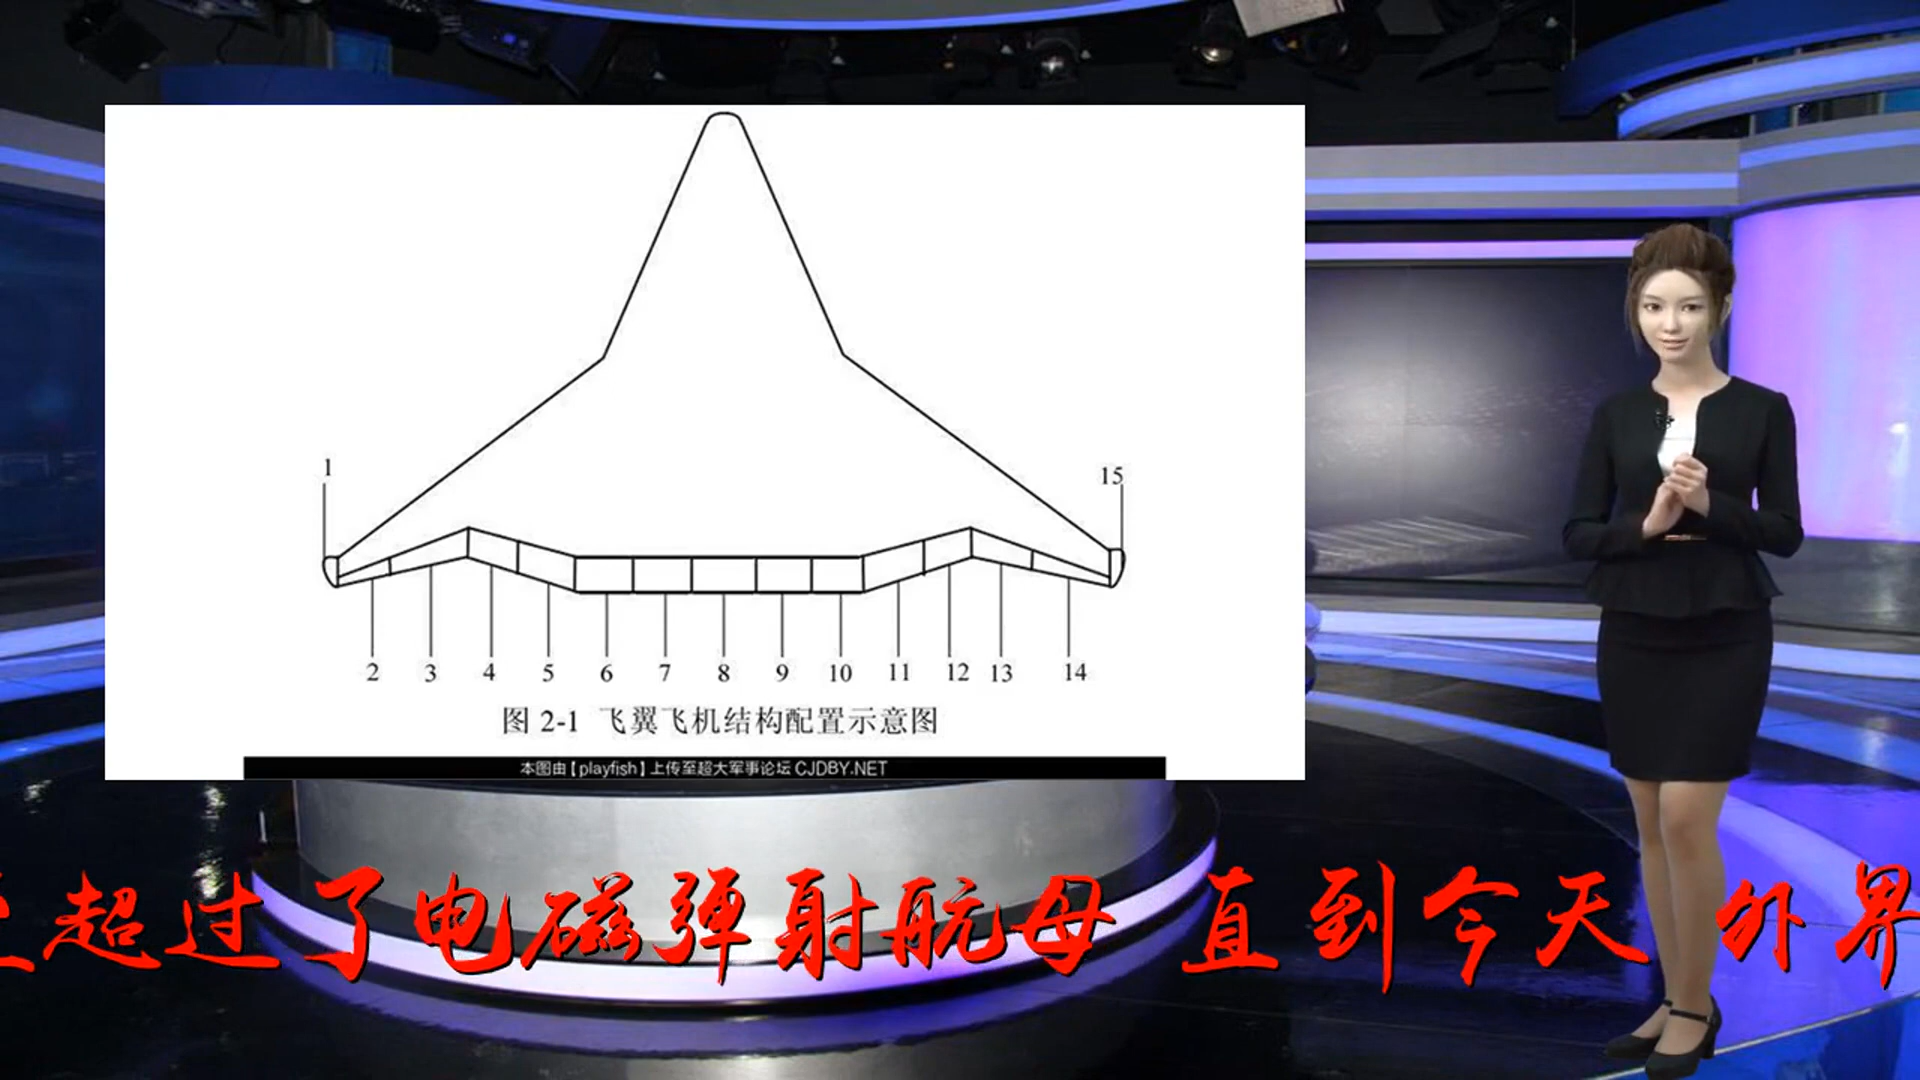 1
15
2 3 4 5 6 7 8 9 10 11 12 13 14
图 2-1 飞翼飞机结构配置示意图
本图由【playfish】上传至超大军事论坛 CJDBY.NET
超过了电磁弹射航母 直到今天 外界